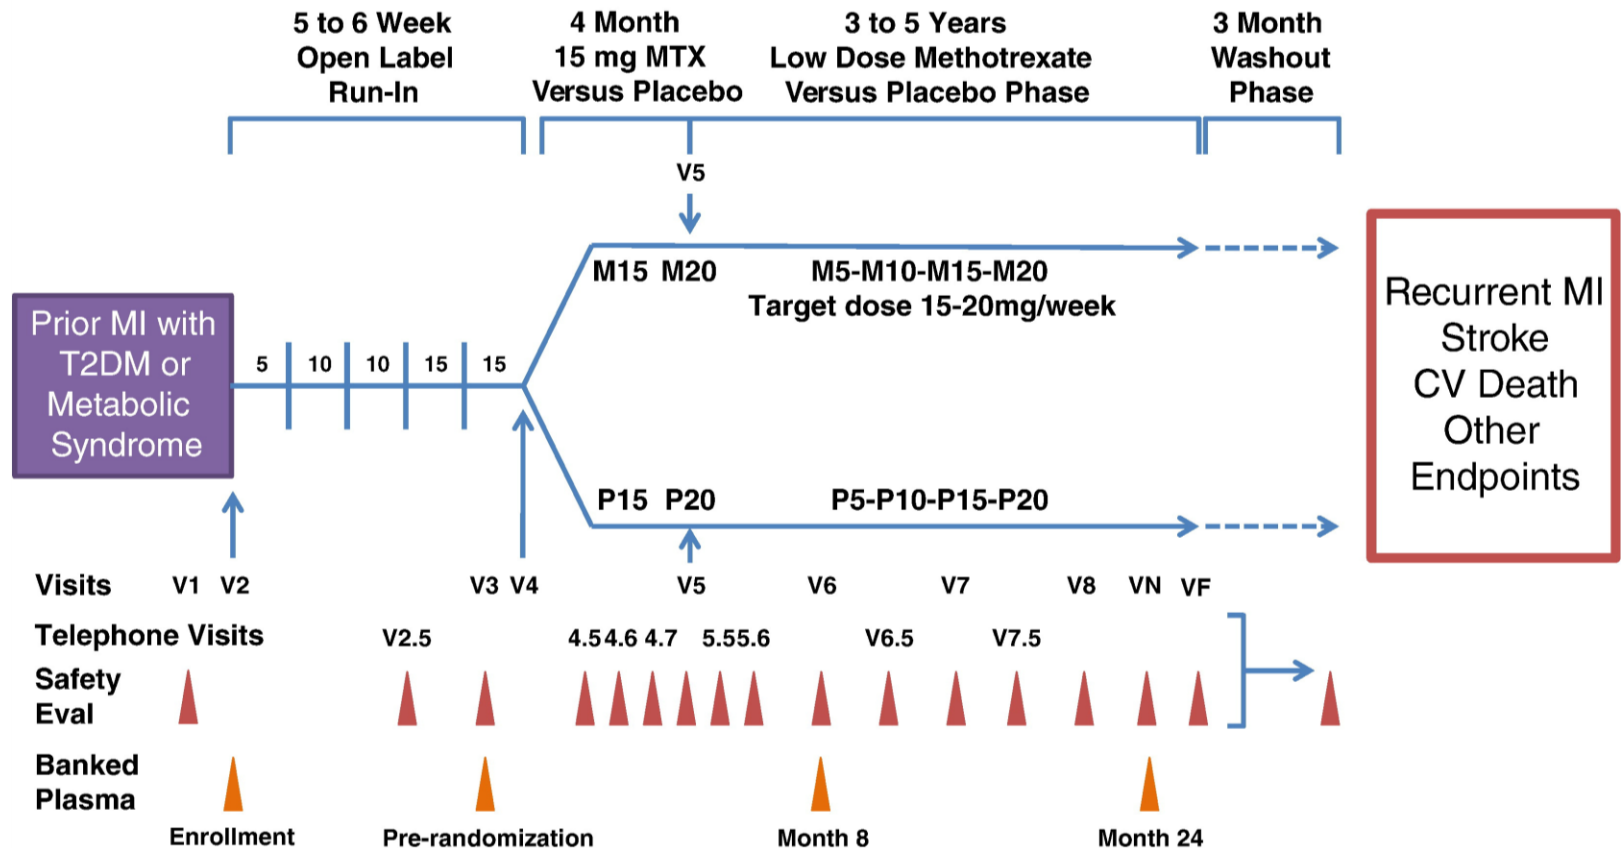 5 to 6 Week
Open Label
Run-In
4 Month
15 mg MTX
Versus Placebo
3 to 5 Years
Low Dose Methotrexate
Versus Placebo Phase
3 Month
Washout
Phase
V5
M15 M20
M5-M10-M15-M20
Target dose 15-20mg/week
Prior MI with
T2DM or
Metabolic
Syndrome
5 10 10 15 15
Recurrent MI
Stroke
CV Death
Other
Endpoints
P15 P20
P5-P10-P15-P20
Visits V1 V2 V3 V4 V5 V6 V7 V8 VN VF
Telephone Visits V2.5 4.5 4.6 4.7 5.5 5.6 V6.5 V7.5
Safety
Eval
Banked
Plasma
Enrollment Pre-randomization Month 8 Month 24